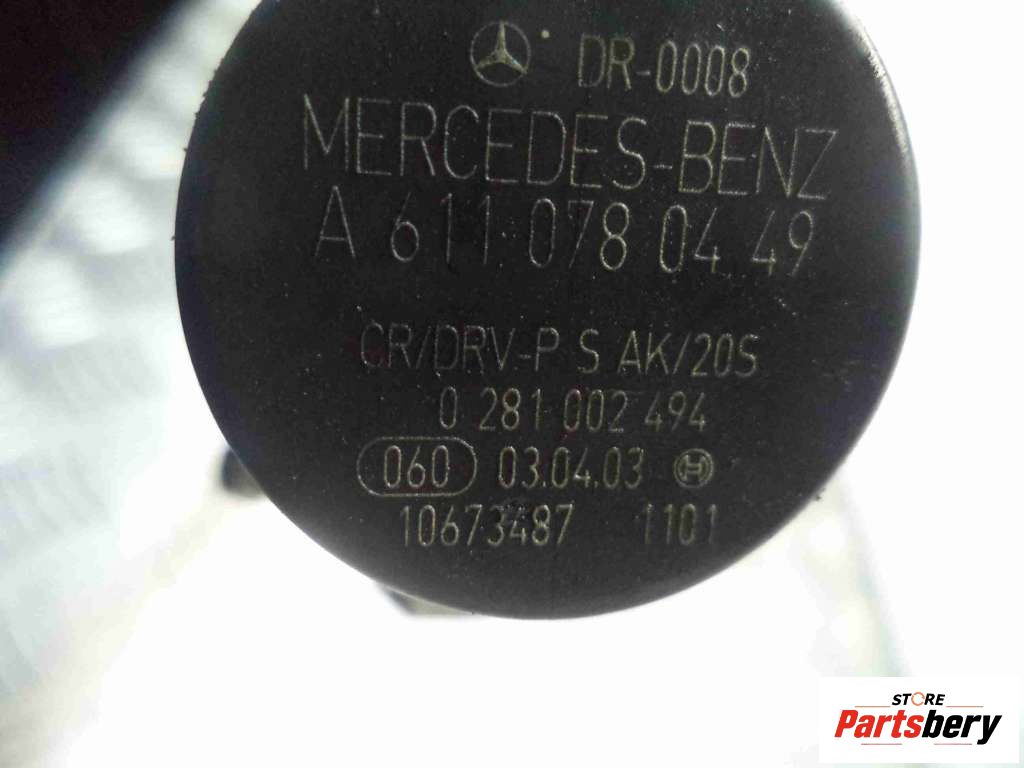 DR-0008
MERCEDES-BENZ
A 611 078 04 49
CR/DRV-P S AK/20S
0 281 002 494
060 03.04.03
10673487 1101
STORE
Partsbery